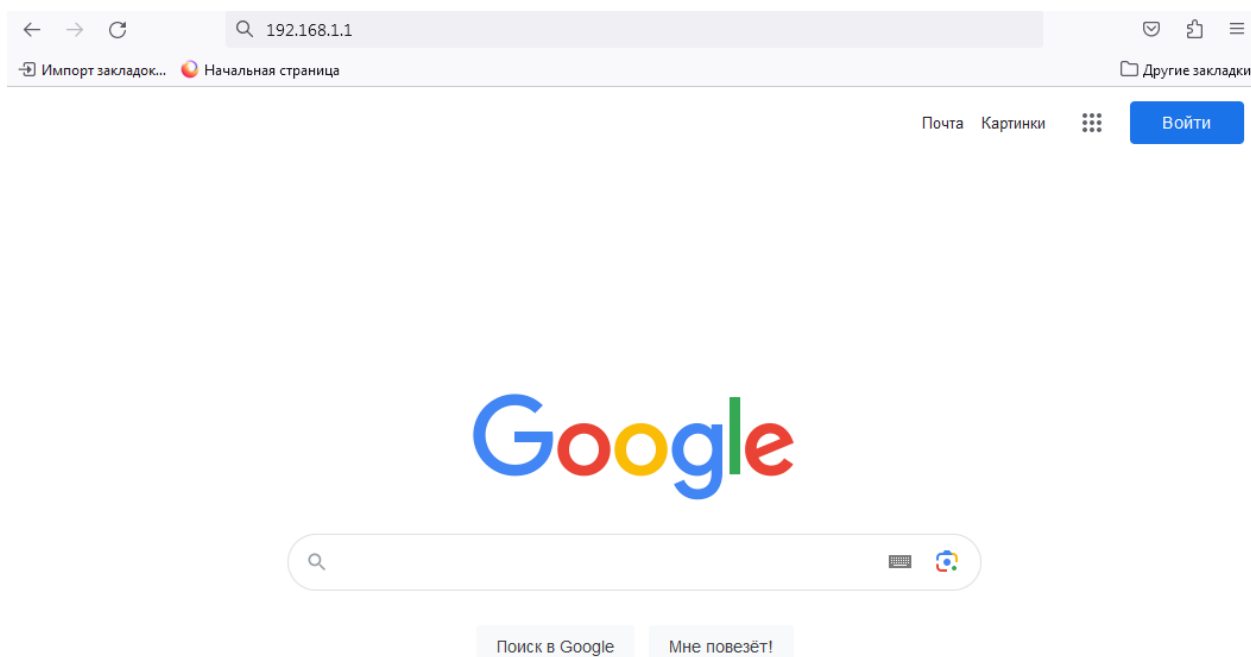 192.168.1.1
Импорт закладок... Начальная страница Другие закладки
Почта Картинки Войти
Google
Поиск в Google Мне повезёт!